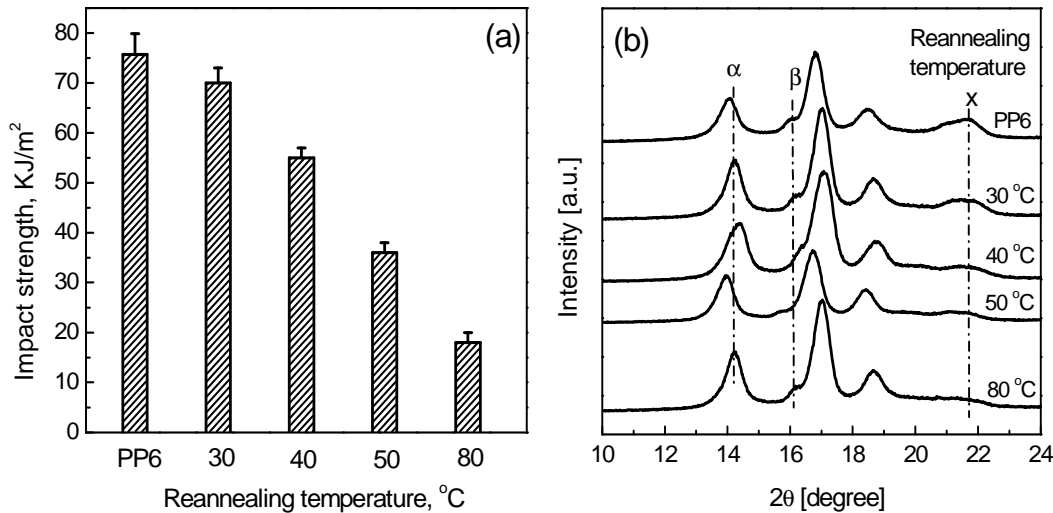 (a)
Impact strength, KJ/m²
80
70
60
50
40
30
20
10
0
PP6 30 40 50 80
Reannealing temperature, °C
(b)
Reannealing
temperature
α β x
PP6
30 °C
40 °C
50 °C
80 °C
Intensity [a.u.]
10 12 14 16 18 20 22 24
2θ [degree]